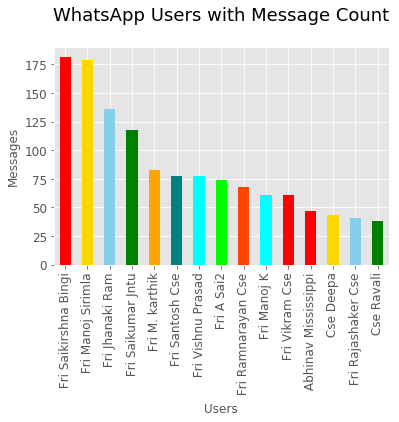 WhatsApp Users with Message Count
Messages
175
150
125
100
75
50
25
0
Fri Saikirshna Bingi
Fri Manoj Sirimla
Fri Jhanaki Ram
Fri Saikumar Jntu
Fri M. karthik
Fri Santosh Cse
Fri Vishnu Prasad
Fri A Sai2
Fri Ramnarayan Cse
Fri Manoj K
Fri Vikram Cse
Abhinav Mississippi
Cse Deepa
Fri Rajashaker Cse
Cse Ravali
Users